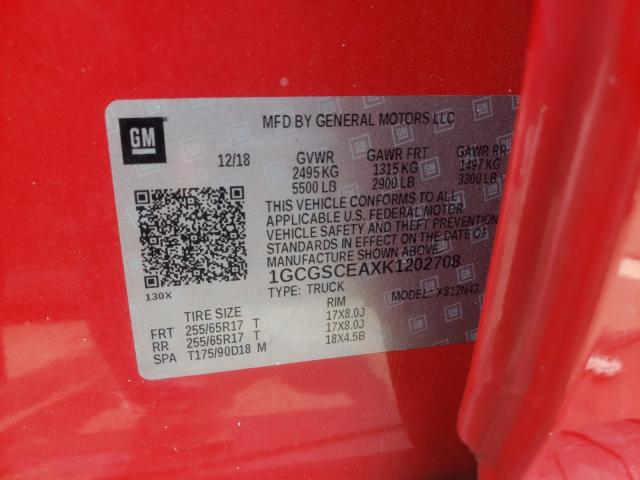 GM
MFD BY GENERAL MOTORS LLC
12/18 GVWR GAWR FRT GAWR RR
2495 KG 1315 KG 1497 KG
5500 LB 2900 LB 3300 LB
THIS VEHICLE CONFORMS TO ALL
APPLICABLE U.S. FEDERAL MOTOR
VEHICLE SAFETY AND THEFT PREVENTION
STANDARDS IN EFFECT ON THE DATE OF
MANUFACTURE SHOWN ABOVE.
1GCGSCEAXK1202708
130X
TYPE: TRUCK MODEL: X812N43
TIRE SIZE RIM
FRT 255/65R17 T 17X8.0J
RR 255/65R17 T 17X8.0J
SPA T175/90D18 M 18X4.5B